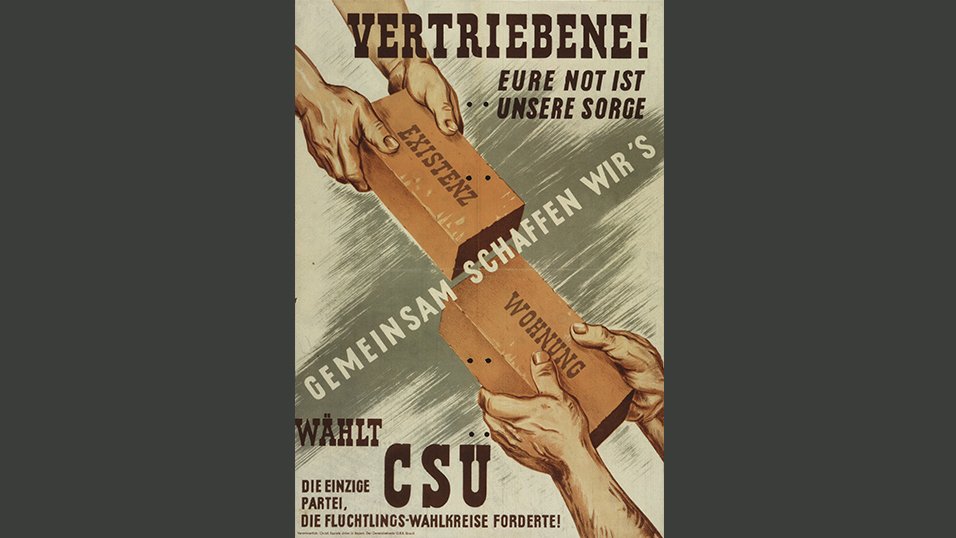 VERTRIEBENE!
EURE NOT IST
UNSERE SORGE
EXISTENZ
GEMEINSAM SCHAFFEN WIR'S
WOHNUNG
WÄHLT
CSU
DIE EINZIGE
PARTEI,
DIE FLUCHTLINGS-WAHLKREISE FORDERTE!